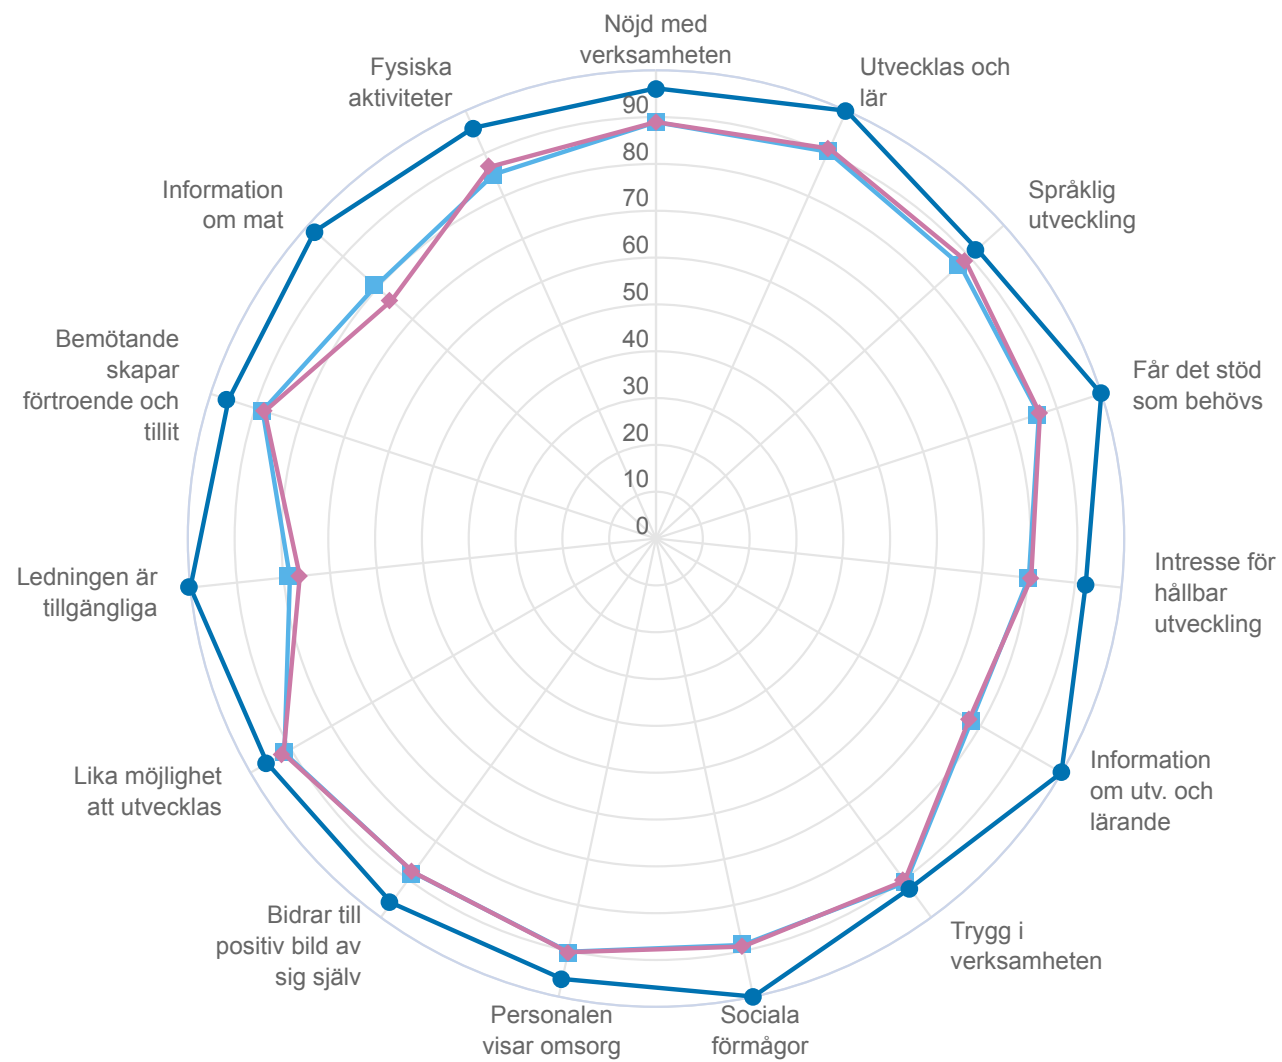 Nöjd med
verksamheten
Utvecklas och
lär
Språklig
utveckling
Får det stöd
som behövs
Intresse för
hållbar
utveckling
Information
om utv. och
lärande
Trygg i
verksamheten
Sociala
förmågor
Personalen
visar omsorg
Bidrar till
positiv bild av
sig själv
Lika möjlighet
att utvecklas
Ledningen är
tillgängliga
Bemötande
skapar
förtroende och
tillit
Information
om mat
Fysiska
aktiviteter
90
80
70
60
50
40
30
20
10
0